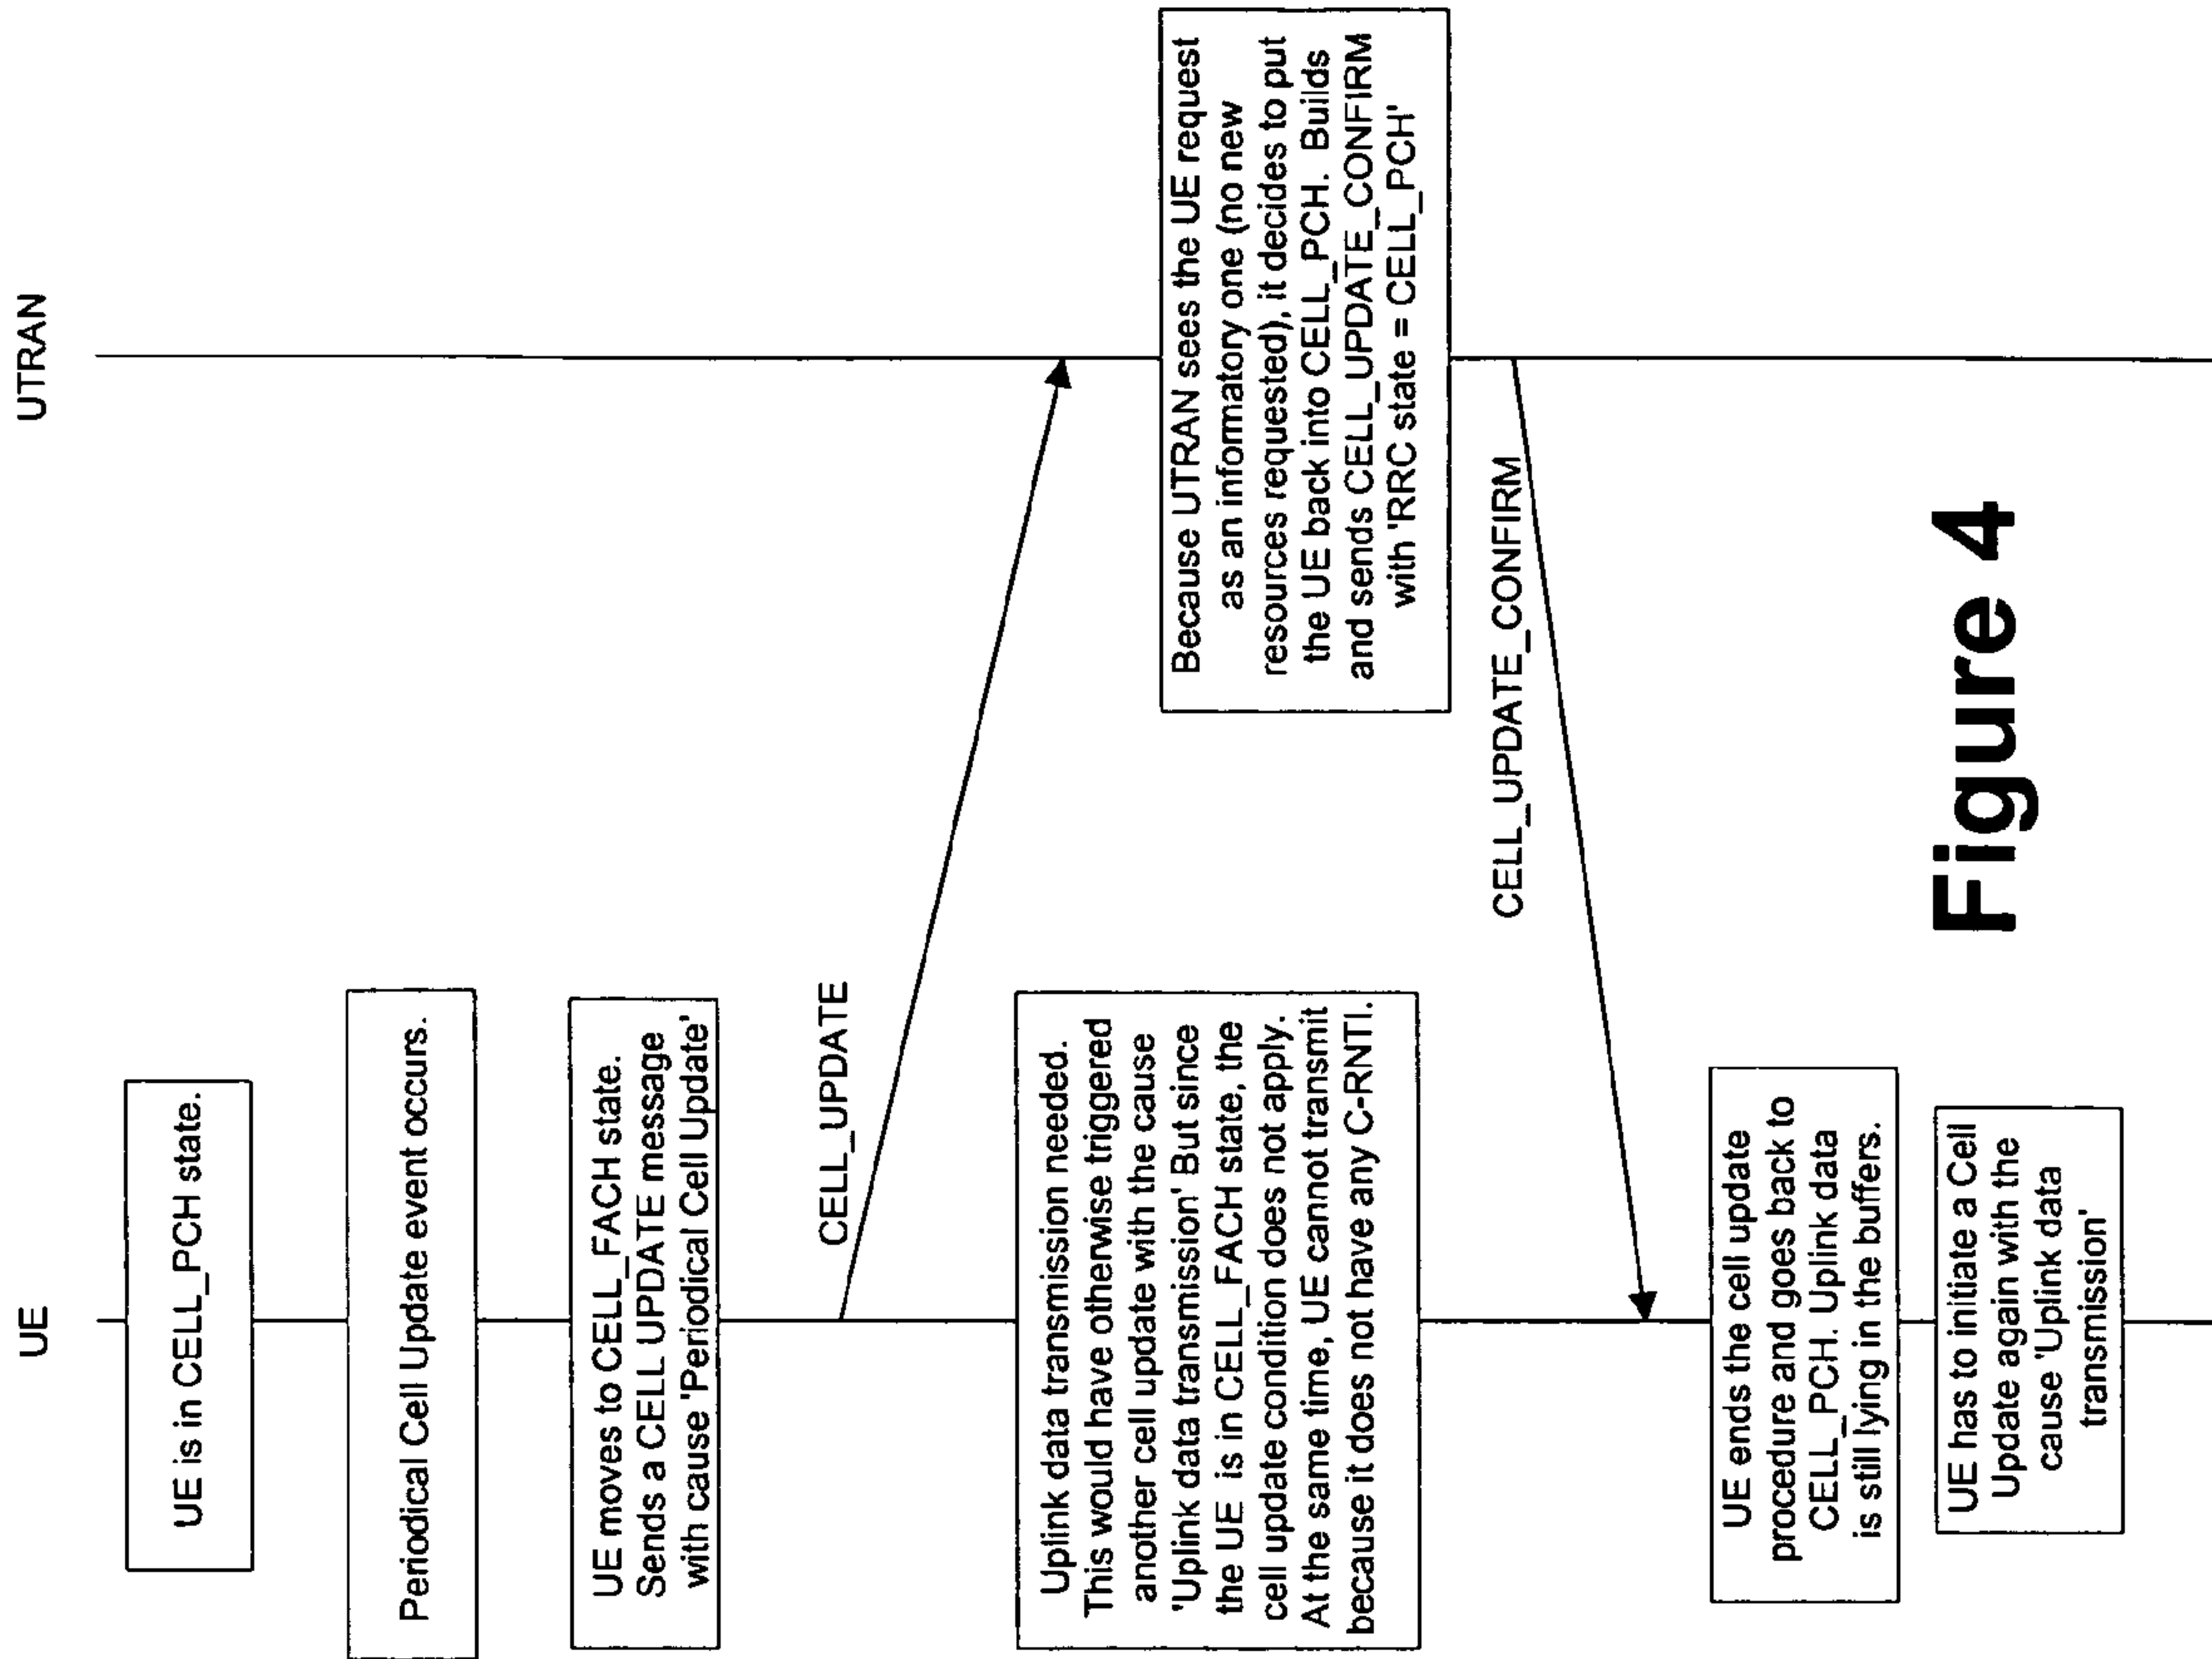 UE
UTRAN
UE is in CELL_PCH state.
Periodical Cell Update event occurs.
UE moves to CELL_FACH state.
Sends a CELL UPDATE message
with cause 'Periodical Cell Update'
CELL_UPDATE
Uplink data transmission needed.
This would have otherwise triggered
another cell update with the cause
'Uplink data transmission' But since
the UE is in CELL_FACH state, the
cell update condition does not apply.
At the same time, UE cannot transmit
because it does not have any C-RNTI.
Because UTRAN sees the UE request
as an informatory one (no new
resources requested), it decides to put
the UE back into CELL_PCH. Builds
and sends CELL_UPDATE_CONFIRM
with 'RRC state = CELL_PCH'
CELL_UPDATE_CONFIRM
UE ends the cell update
procedure and goes back to
CELL_PCH. Uplink data
is still lying in the buffers.
UE has to initiate a Cell
Update again with the
cause 'Uplink data
transmission'
Figure 4